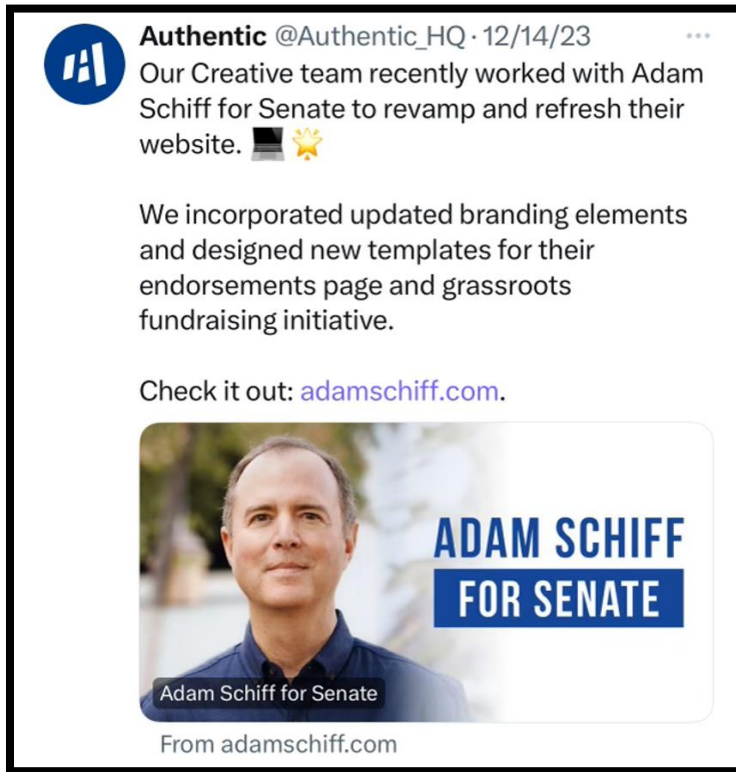 Authentic @Authentic_HQ · 12/14/23
Our Creative team recently worked with Adam
Schiff for Senate to revamp and refresh their
website. 💻 🌟
We incorporated updated branding elements
and designed new templates for their
endorsements page and grassroots
fundraising initiative.
Check it out: adamschiff.com.
ADAM SCHIFF
FOR SENATE
Adam Schiff for Senate
From adamschiff.com